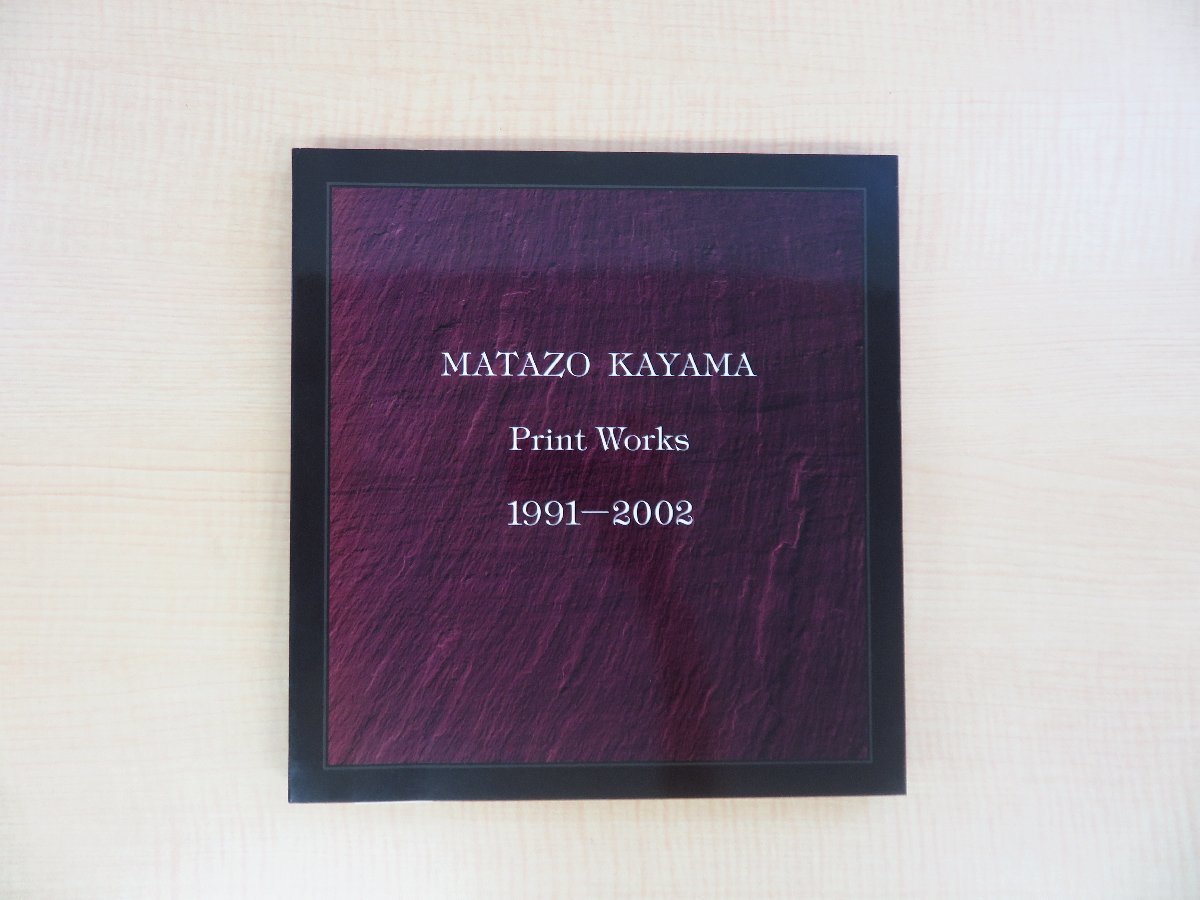 MATAZO KAYAMA
Print Works
1991—2002